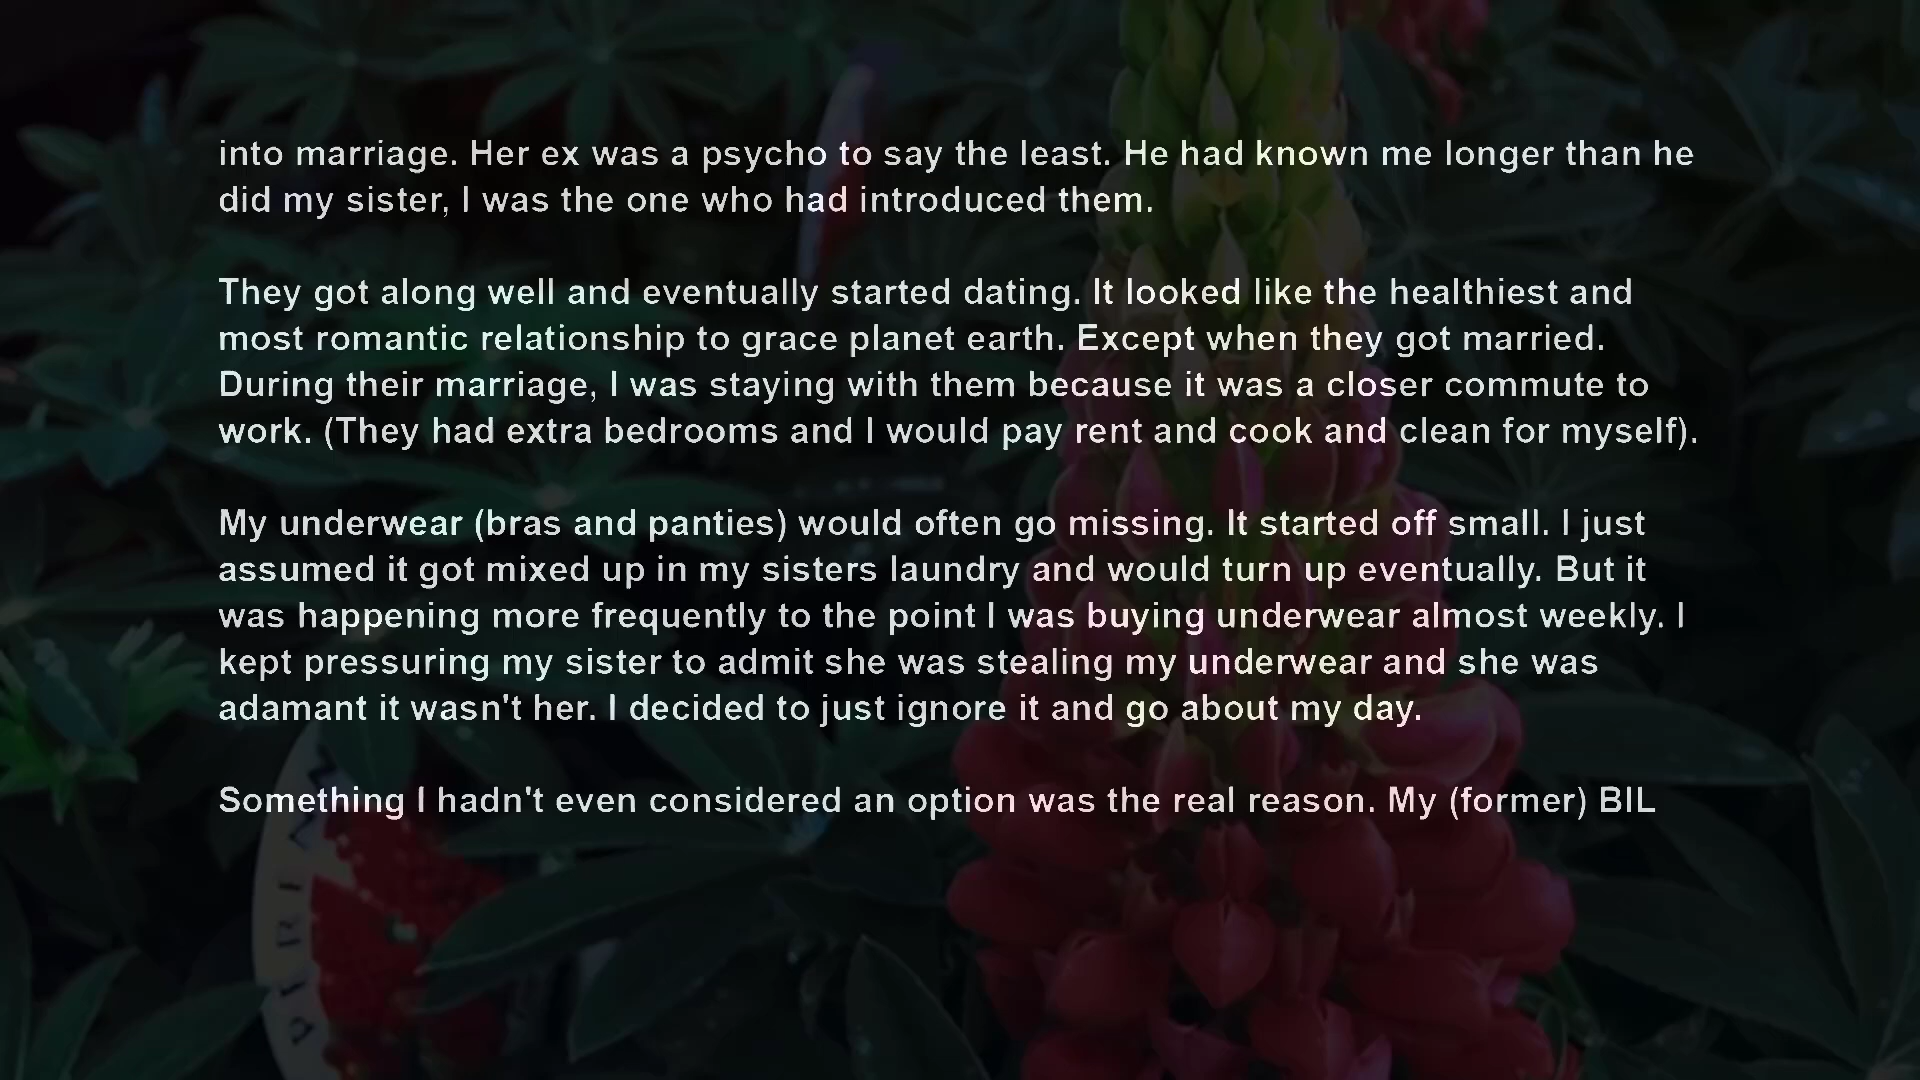 into marriage. Her ex was a psycho to say the least. He had known me longer than he
did my sister, I was the one who had introduced them.
They got along well and eventually started dating. It looked like the healthiest and
most romantic relationship to grace planet earth. Except when they got married.
During their marriage, I was staying with them because it was a closer commute to
work. (They had extra bedrooms and I would pay rent and cook and clean for myself).
My underwear (bras and panties) would often go missing. It started off small. I just
assumed it got mixed up in my sisters laundry and would turn up eventually. But it
was happening more frequently to the point I was buying underwear almost weekly. I
kept pressuring my sister to admit she was stealing my underwear and she was
adamant it wasn't her. I decided to just ignore it and go about my day.
Something I hadn't even considered an option was the real reason. My (former) BIL